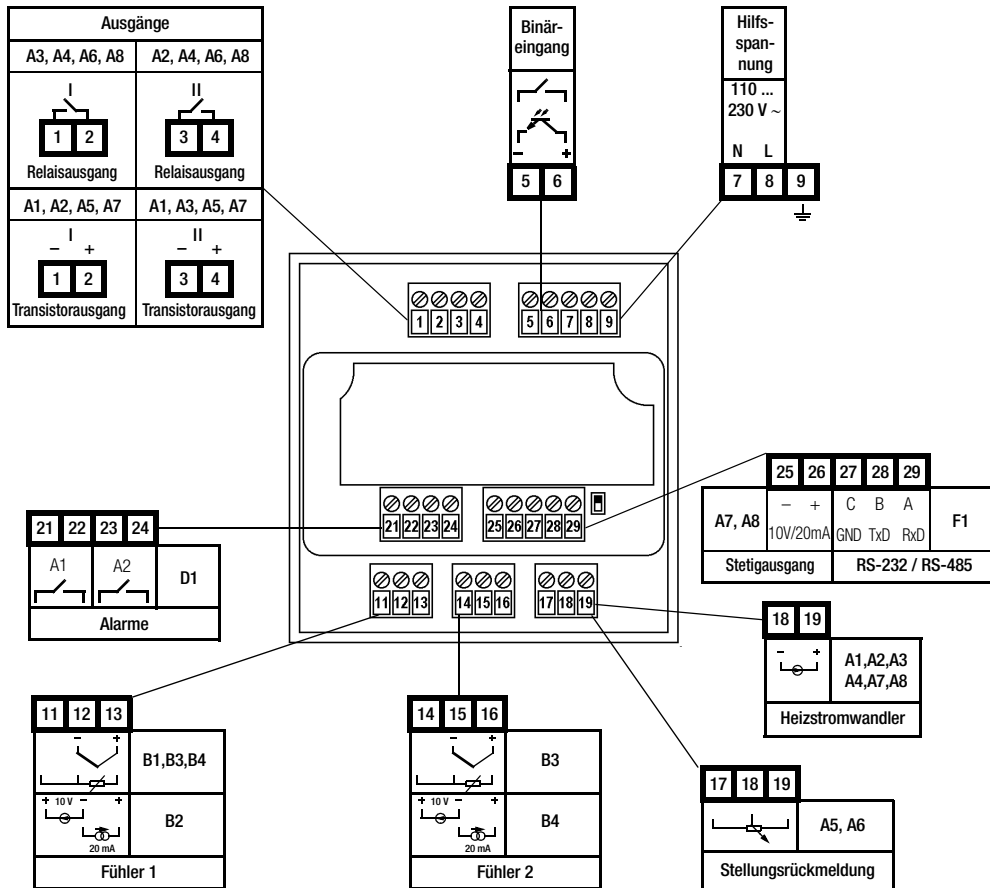 Ausgänge
A3, A4, A6, A8
A2, A4, A6, A8
I
II
1 2
3 4
Relaisausgang
Relaisausgang
A1, A2, A5, A7
A1, A3, A5, A7
I
II
− +
− +
1 2
3 4
Transistorausgang
Transistorausgang
Binär-
eingang
− +
5 6
Hilfs-
span-
nung
110 ...
230 V ~
N L
7 8 9
1 2 3 4
5 6 7 8 9
21 22 23 24
25 26 27 28 29
11 12 13
14 15 16
17 18 19
25 26 27 28 29
A7, A8
− + C B A
10V/20mA GND TxD RxD
F1
Stetigausgang
RS-232 / RS-485
21 22 23 24
A1 A2
D1
Alarme
18 19
- +
A1,A2,A3
A4,A7,A8
Heizstromwandler
11 12 13
- +
B1,B3,B4
+ 10 V − +
B2
20 mA
Fühler 1
14 15 16
- +
B3
+ 10 V − +
B4
20 mA
Fühler 2
17 18 19
A5, A6
Stellungsrückmeldung